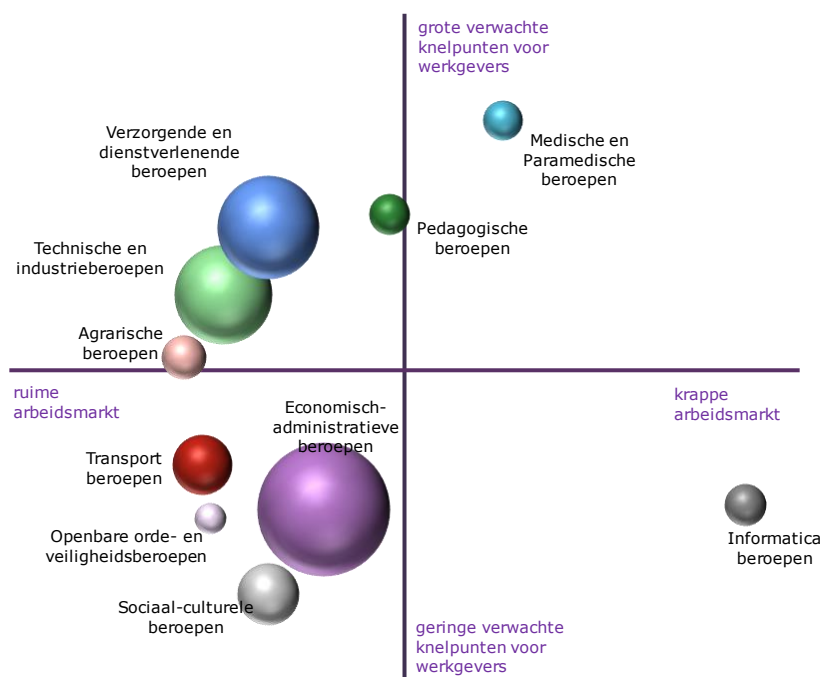 grote verwachte
knelpunten voor
werkgevers
Verzorgende en
dienstverlenende
beroepen
Medische en
Paramedische
beroepen
Pedagogische
beroepen
Technische en
industrieberoepen
Agrarische
beroepen
ruime
arbeidsmarkt
krappe
arbeidsmarkt
Economisch-
administratieve
beroepen
Transport
beroepen
Openbare orde- en
veiligheidsberoepen
Informatica
beroepen
Sociaal-culturele
beroepen
geringe verwachte
knelpunten voor
werkgevers